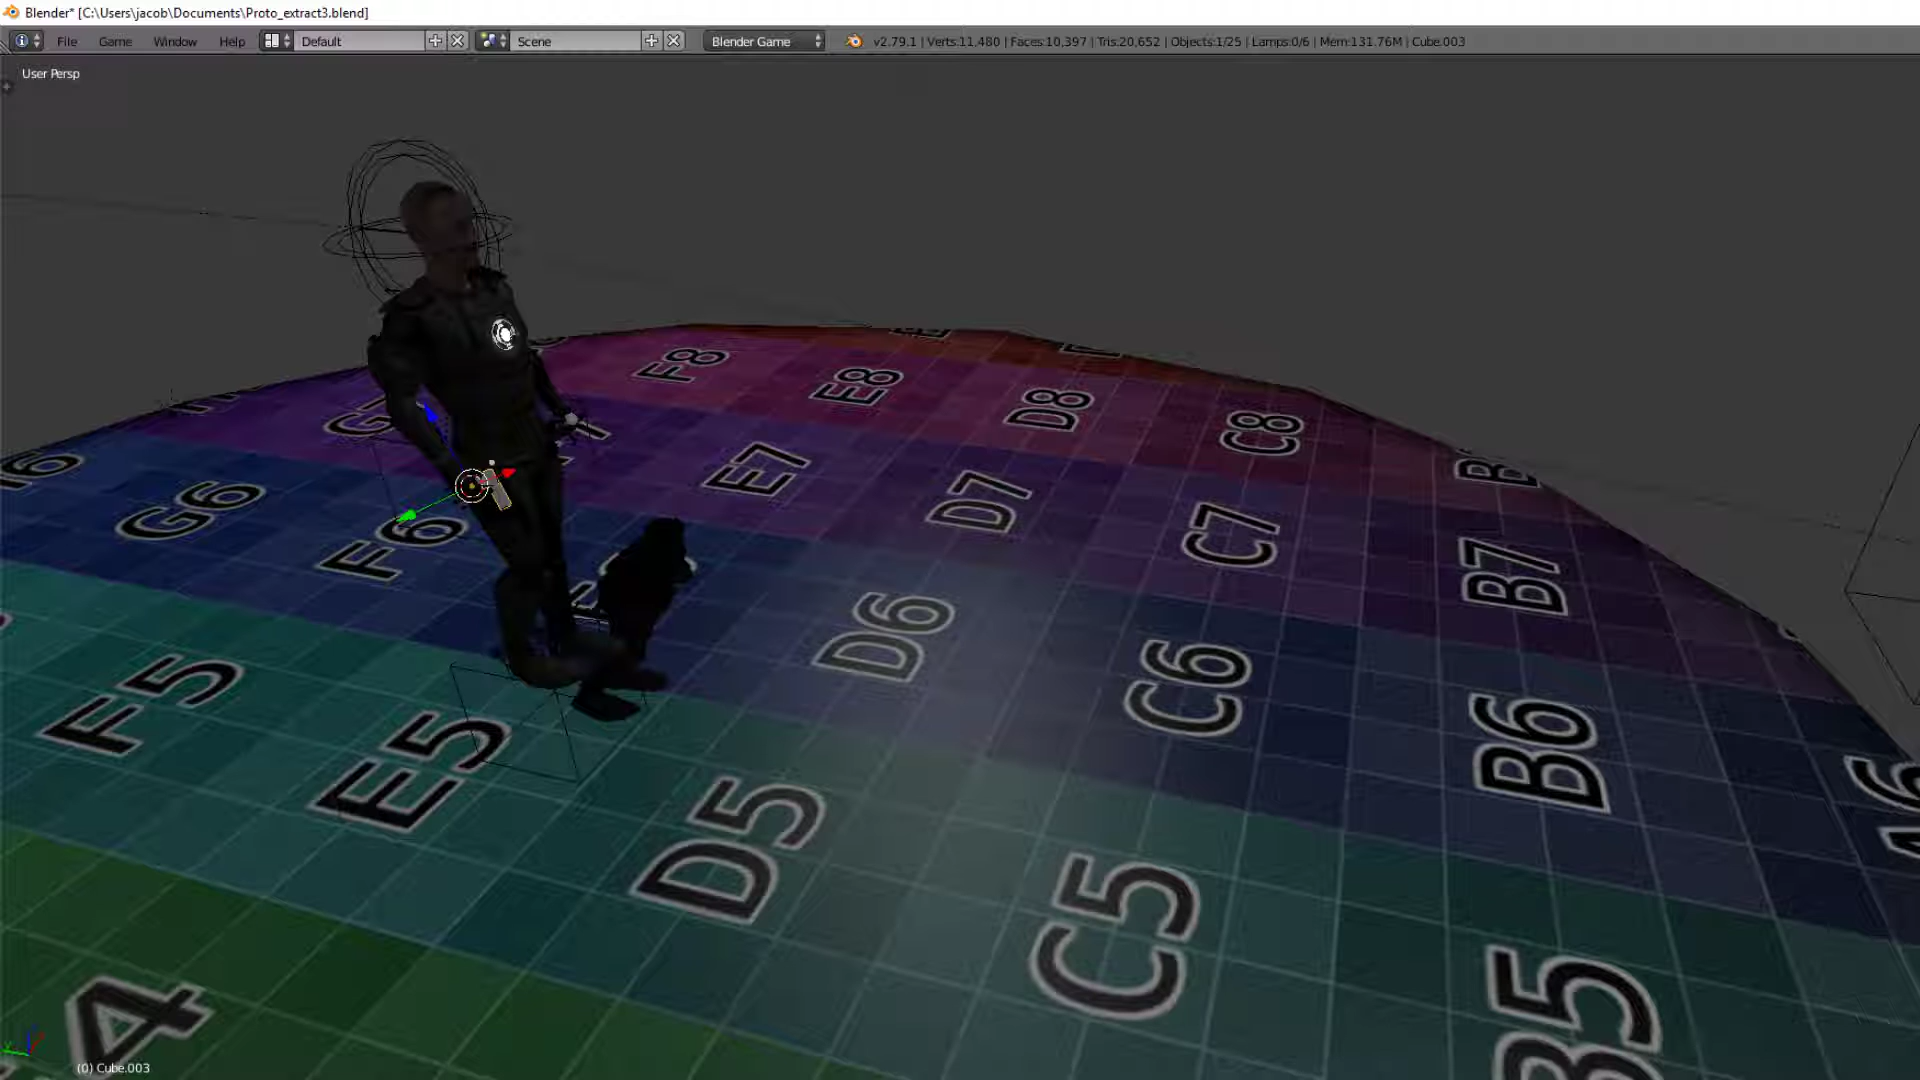 Blender* [C:\Users\jacob\Documents\Proto_extract3.blend]
File Game Window Help Default Scene Blender Game v2.79.1 | Verts:11,480 | Faces:10,397 | Tris:20,652 | Objects:1/25 | Lamps:0/6 | Mem:131.76M | Cube.003
User Persp
F8 E8 D8 C8
G7 E7 D7 C7 B7
G6 F6 D6 C6 B6
F5 E5 D5 C5 B5
(0) Cube.003